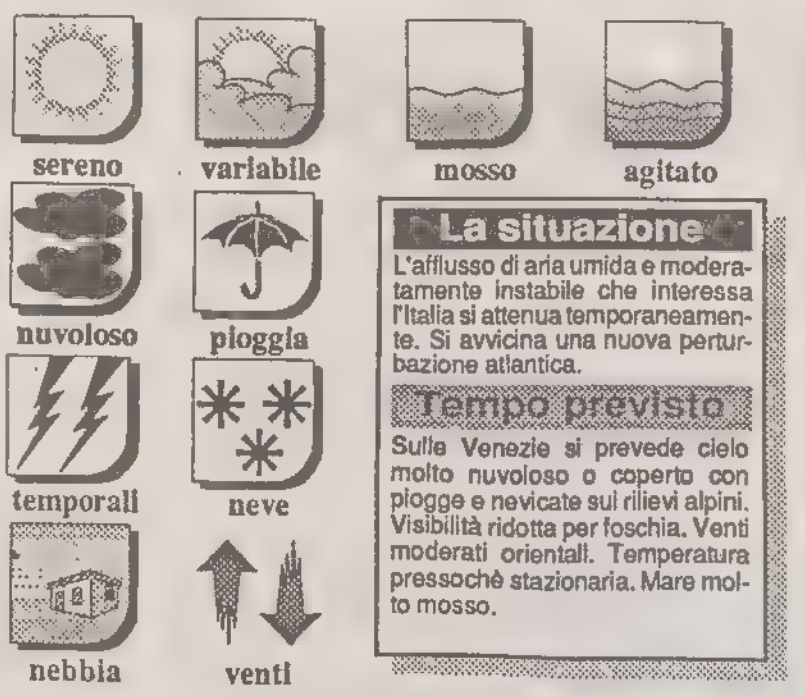 sereno
variabile
mosso
agitato
nuvoloso
pioggia
temporali
neve
nebbia
venti
La situazione
L'afflusso di aria umida e modera-
tamente instabile che interessa
l'Italia si attenua temporaneamen-
te. Si avvicina una nuova pertur-
bazione atlantica.
Tempo previsto
Sulle Venezie si prevede cielo
molto nuvoloso o coperto con
piogge e nevicate sui rilievi alpini.
Visibilità ridotta per foschia. Venti
moderati orientali. Temperatura
pressochè stazionaria. Mare mol-
to mosso.